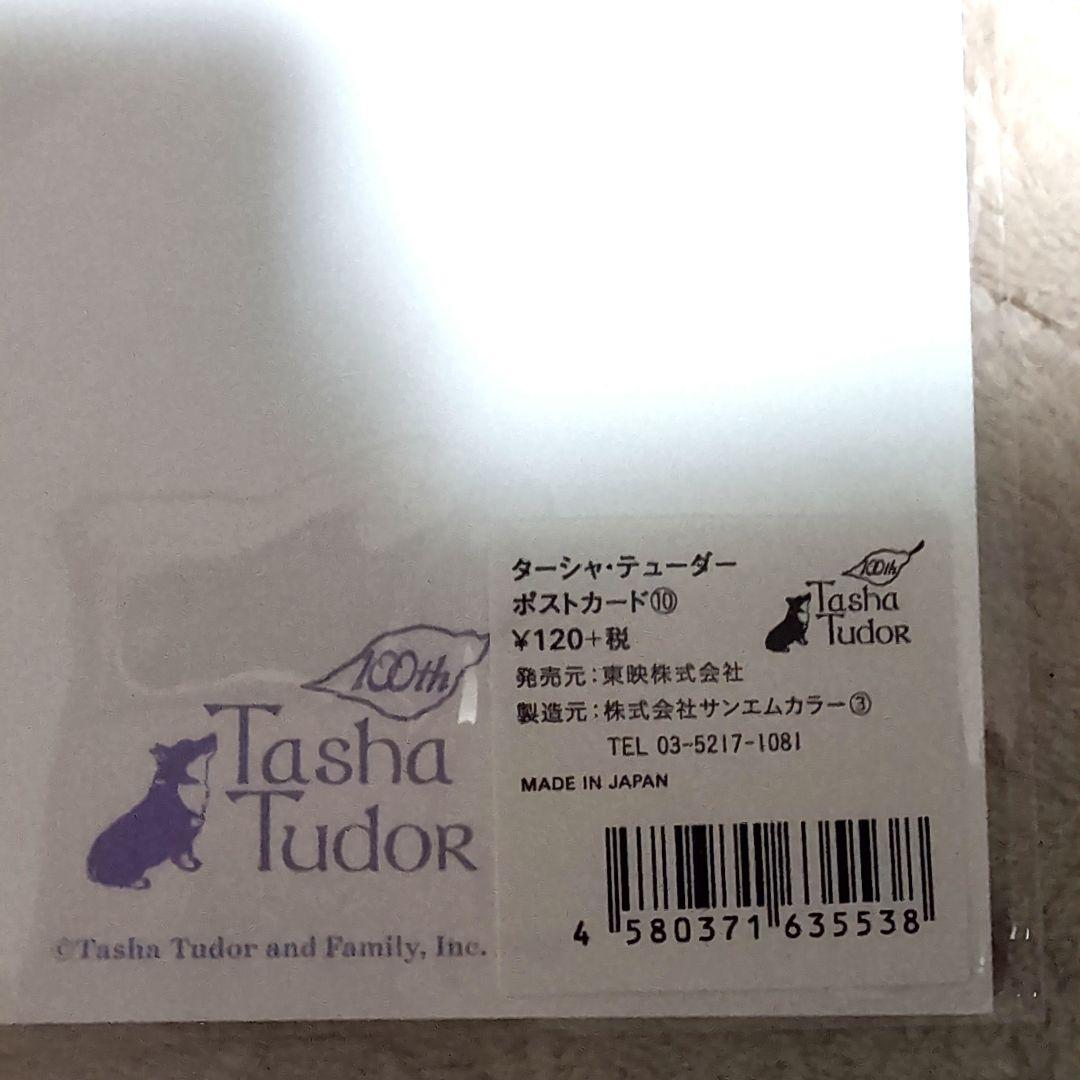 ターシャ・テューダー
ポストカード⑩
¥120+税
発売元:東映株式会社
製造元:株式会社サンエムカラー③
TEL 03-5217-1081
MADE IN JAPAN
100th
Tasha
Tudor
4 580371 635538
100th
Tasha
Tudor
©Tasha Tudor and Family, Inc.